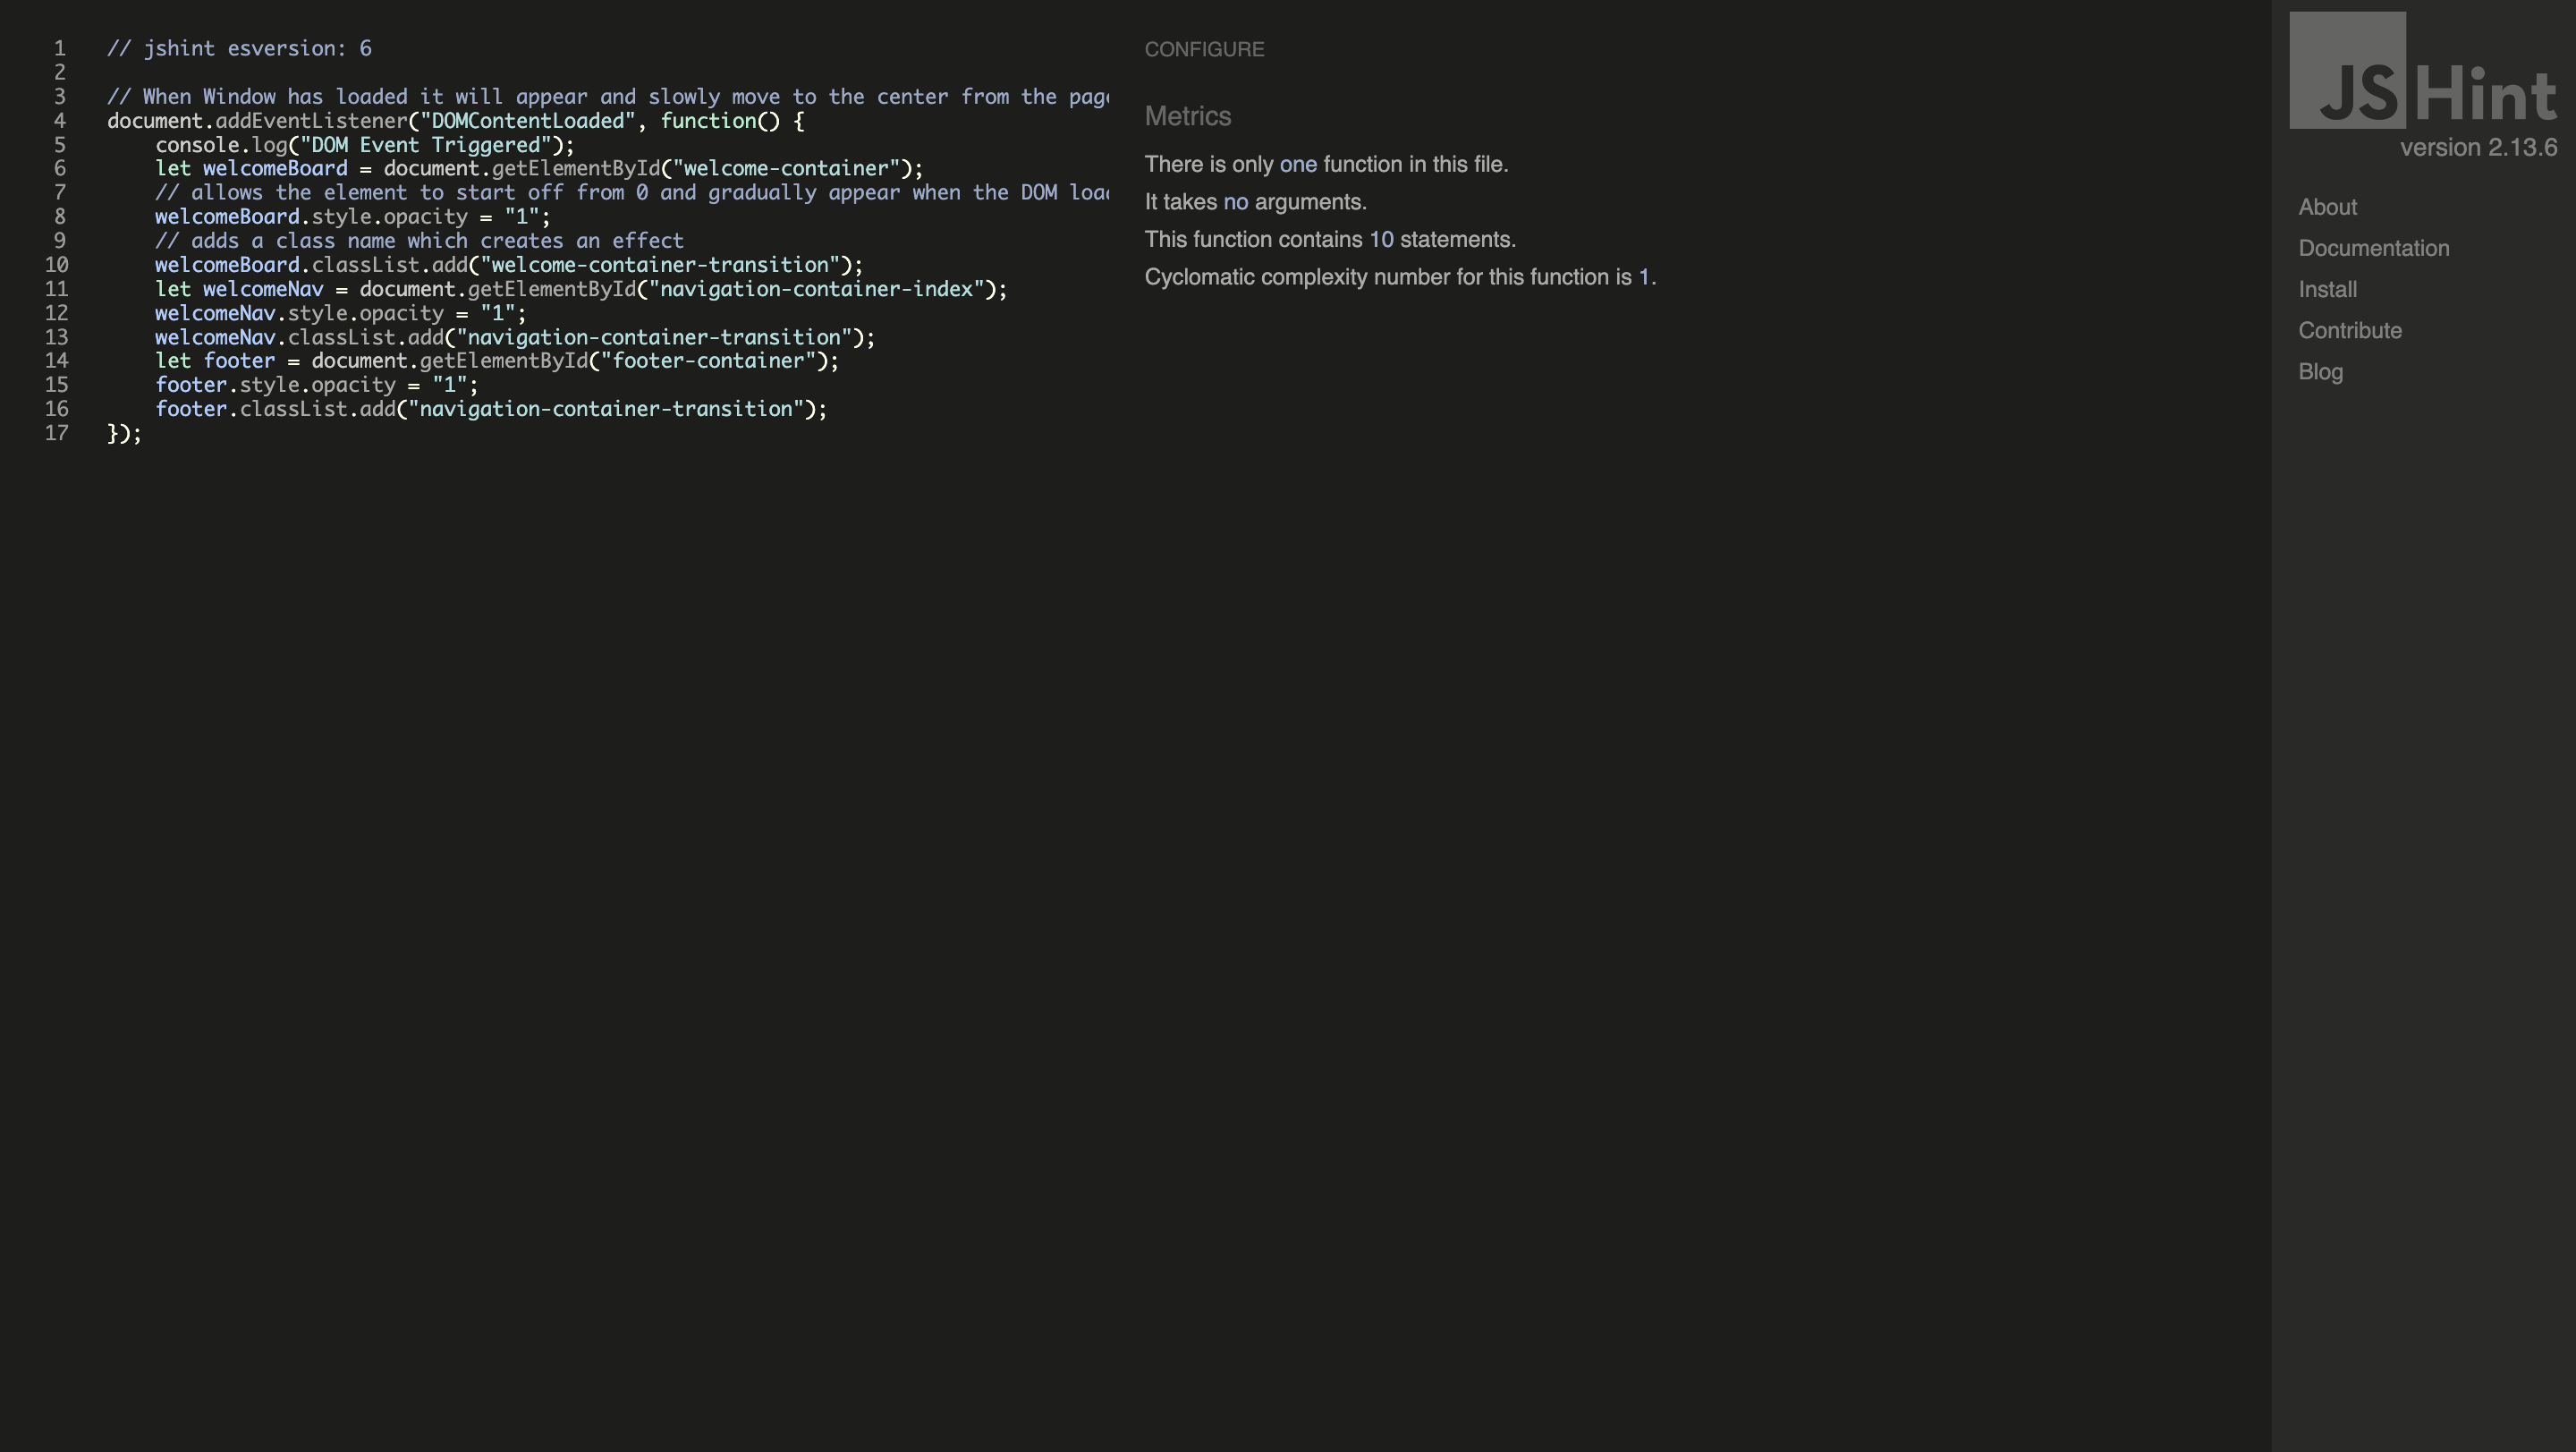 1 // jshint esversion: 6
2
3 // When Window has loaded it will appear and slowly move to the center from the page
4 document.addEventListener("DOMContentLoaded", function() {
5 console.log("DOM Event Triggered");
6 let welcomeBoard = document.getElementById("welcome-container");
7 // allows the element to start off from 0 and gradually appear when the DOM
8 welcomeBoard.style.opacity = "1";
9 // adds a class name which creates an effect
10 welcomeBoard.classList.add("welcome-container-transition");
11 let welcomeNav = document.getElementById("navigation-container-index");
12 welcomeNav.style.opacity = "1";
13 welcomeNav.classList.add("navigation-container-transition");
14 let footer = document.getElementById("footer-container");
15 footer.style.opacity = "1";
16 footer.classList.add("navigation-container-transition");
17 });
CONFIGURE
Metrics
There is only one function in this file.
It takes no arguments.
This function contains 10 statements.
Cyclomatic complexity number for this function is 1.
JSHint
version 2.13.6
About
Documentation
Install
Contribute
Blog